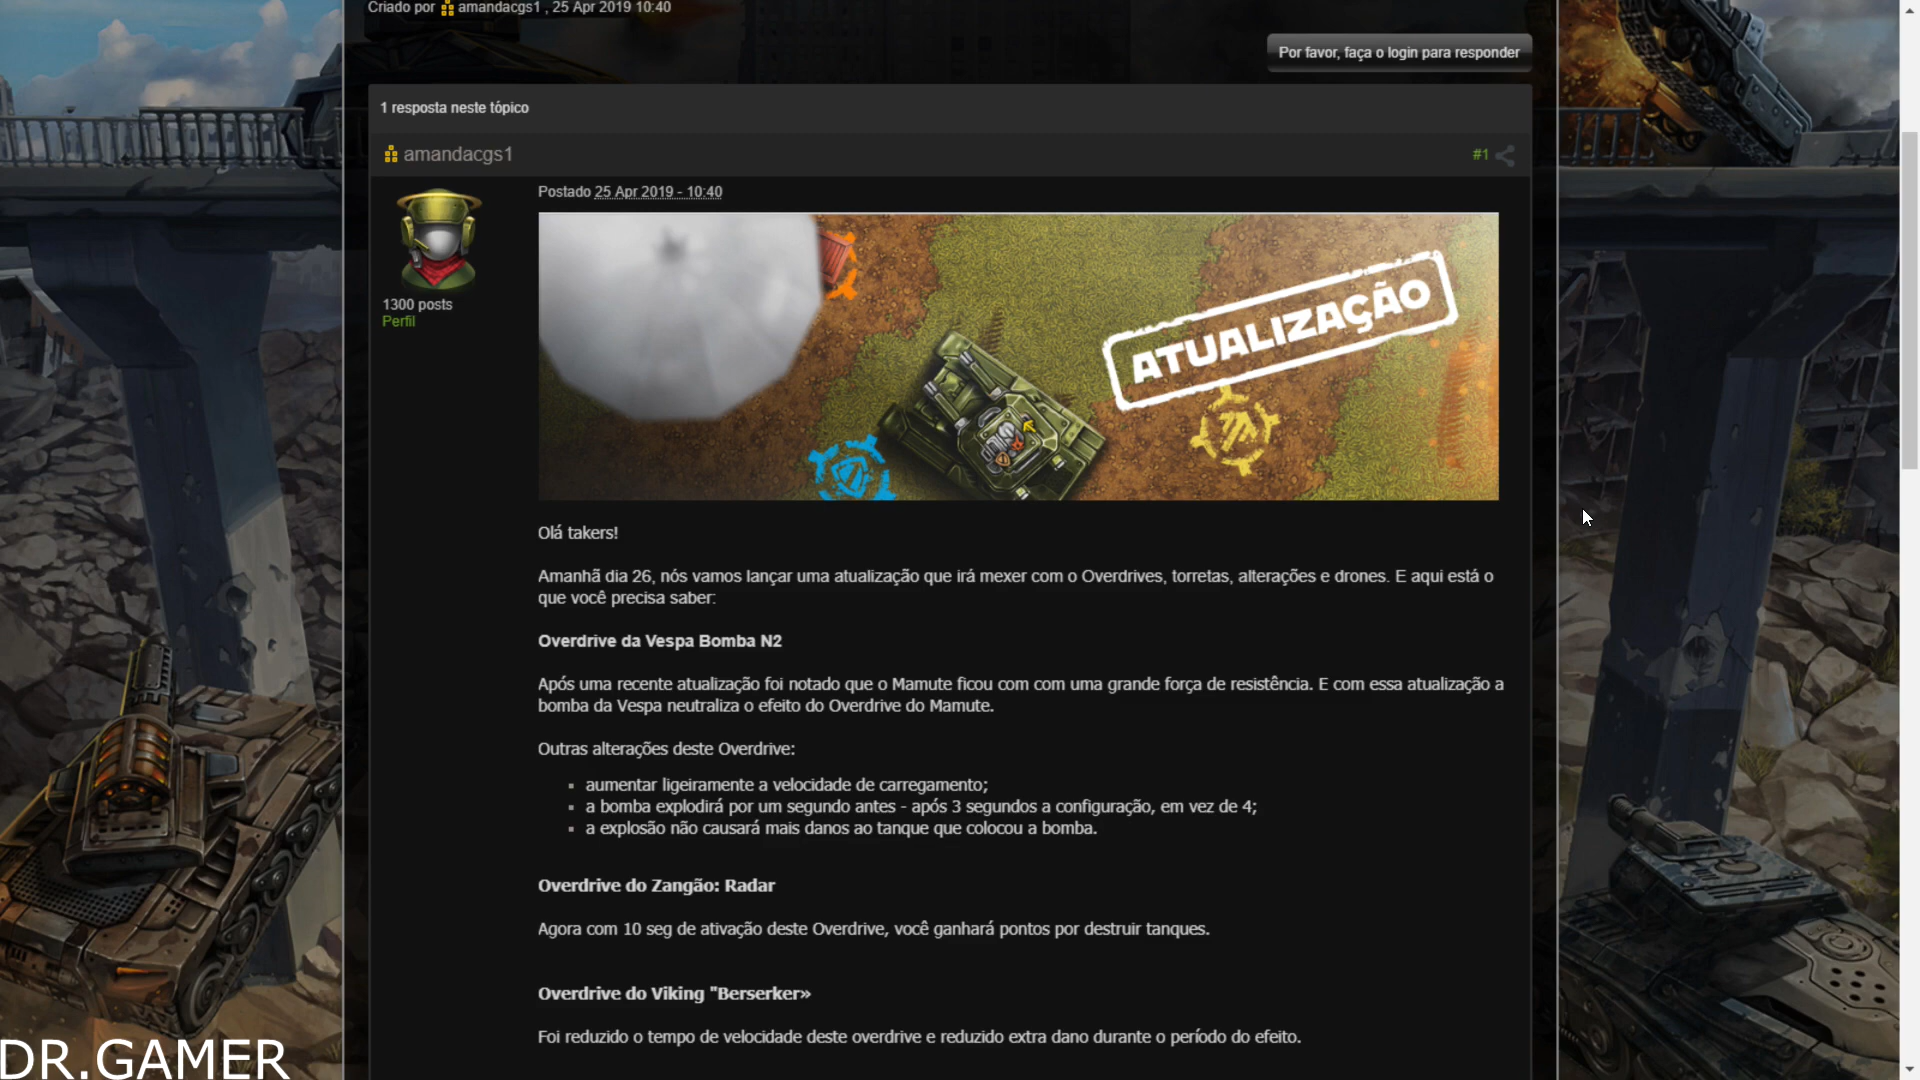 Criado por amandacgs1 , 25 Apr 2019 10:40
Por favor, faça o login para responder
1 resposta neste tópico
amandacgs1
#1
Postado 25 Apr 2019 - 10:40
1300 posts
Perfil
ATUALIZAÇÃO
Olá takers!
Amanhã dia 26, nós vamos lançar uma atualização que irá mexer com o Overdrives, torretas, alterações e drones. E aqui está o
que você precisa saber:
Overdrive da Vespa Bomba N2
Após uma recente atualização foi notado que o Mamute ficou com com uma grande força de resistência. E com essa atualização a
bomba da Vespa neutraliza o efeito do Overdrive do Mamute.
Outras alterações deste Overdrive:
aumentar ligeiramente a velocidade de carregamento;
a bomba explodirá por um segundo antes - após 3 segundos a configuração, em vez de 4;
a explosão não causará mais danos ao tanque que colocou a bomba.
Overdrive do Zangão: Radar
Agora com 10 seg de ativação deste Overdrive, você ganhará pontos por destruir tanques.
Overdrive do Viking "Berserker»
Foi reduzido o tempo de velocidade deste overdrive e reduzido extra dano durante o período do efeito.
DR.GAMER